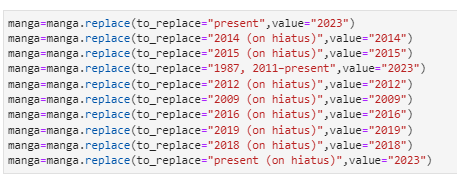 manga=manga.replace(to_replace="present",value="2023")
manga=manga.replace(to_replace="2014 (on hiatus)",value="2014")
manga=manga.replace(to_replace="2015 (on hiatus)",value="2015")
manga=manga.replace(to_replace="1987, 2011–present",value="2023")
manga=manga.replace(to_replace="2012 (on hiatus)",value="2012")
manga=manga.replace(to_replace="2009 (on hiatus)",value="2009")
manga=manga.replace(to_replace="2016 (on hiatus)",value="2016")
manga=manga.replace(to_replace="2019 (on hiatus)",value="2019")
manga=manga.replace(to_replace="2018 (on hiatus)",value="2018")
manga=manga.replace(to_replace="present (on hiatus)",value="2023")